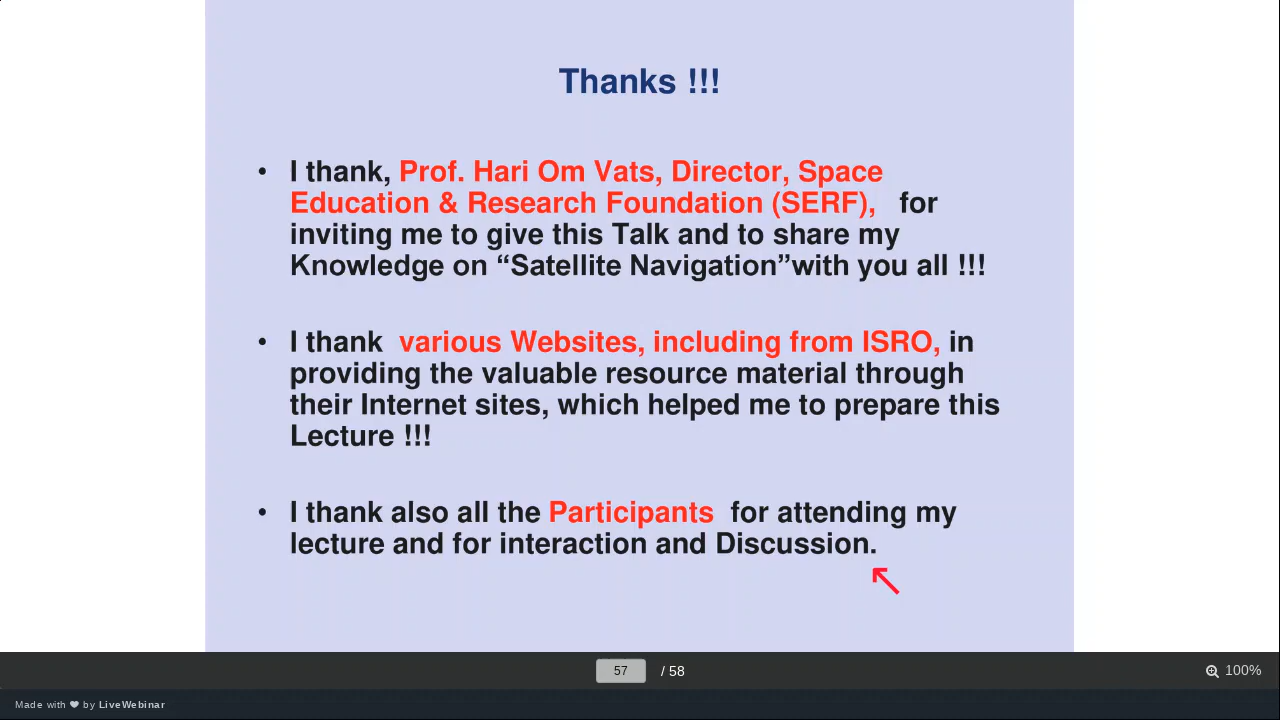 Thanks !!!
• I thank, Prof. Hari Om Vats, Director, Space
Education & Research Foundation (SERF), for
inviting me to give this Talk and to share my
Knowledge on “Satellite Navigation”with you all !!!
• I thank various Websites, including from ISRO, in
providing the valuable resource material through
their Internet sites, which helped me to prepare this
Lecture !!!
• I thank also all the Participants for attending my
lecture and for interaction and Discussion.
57 / 58
100%
Made with ❤ by LiveWebinar